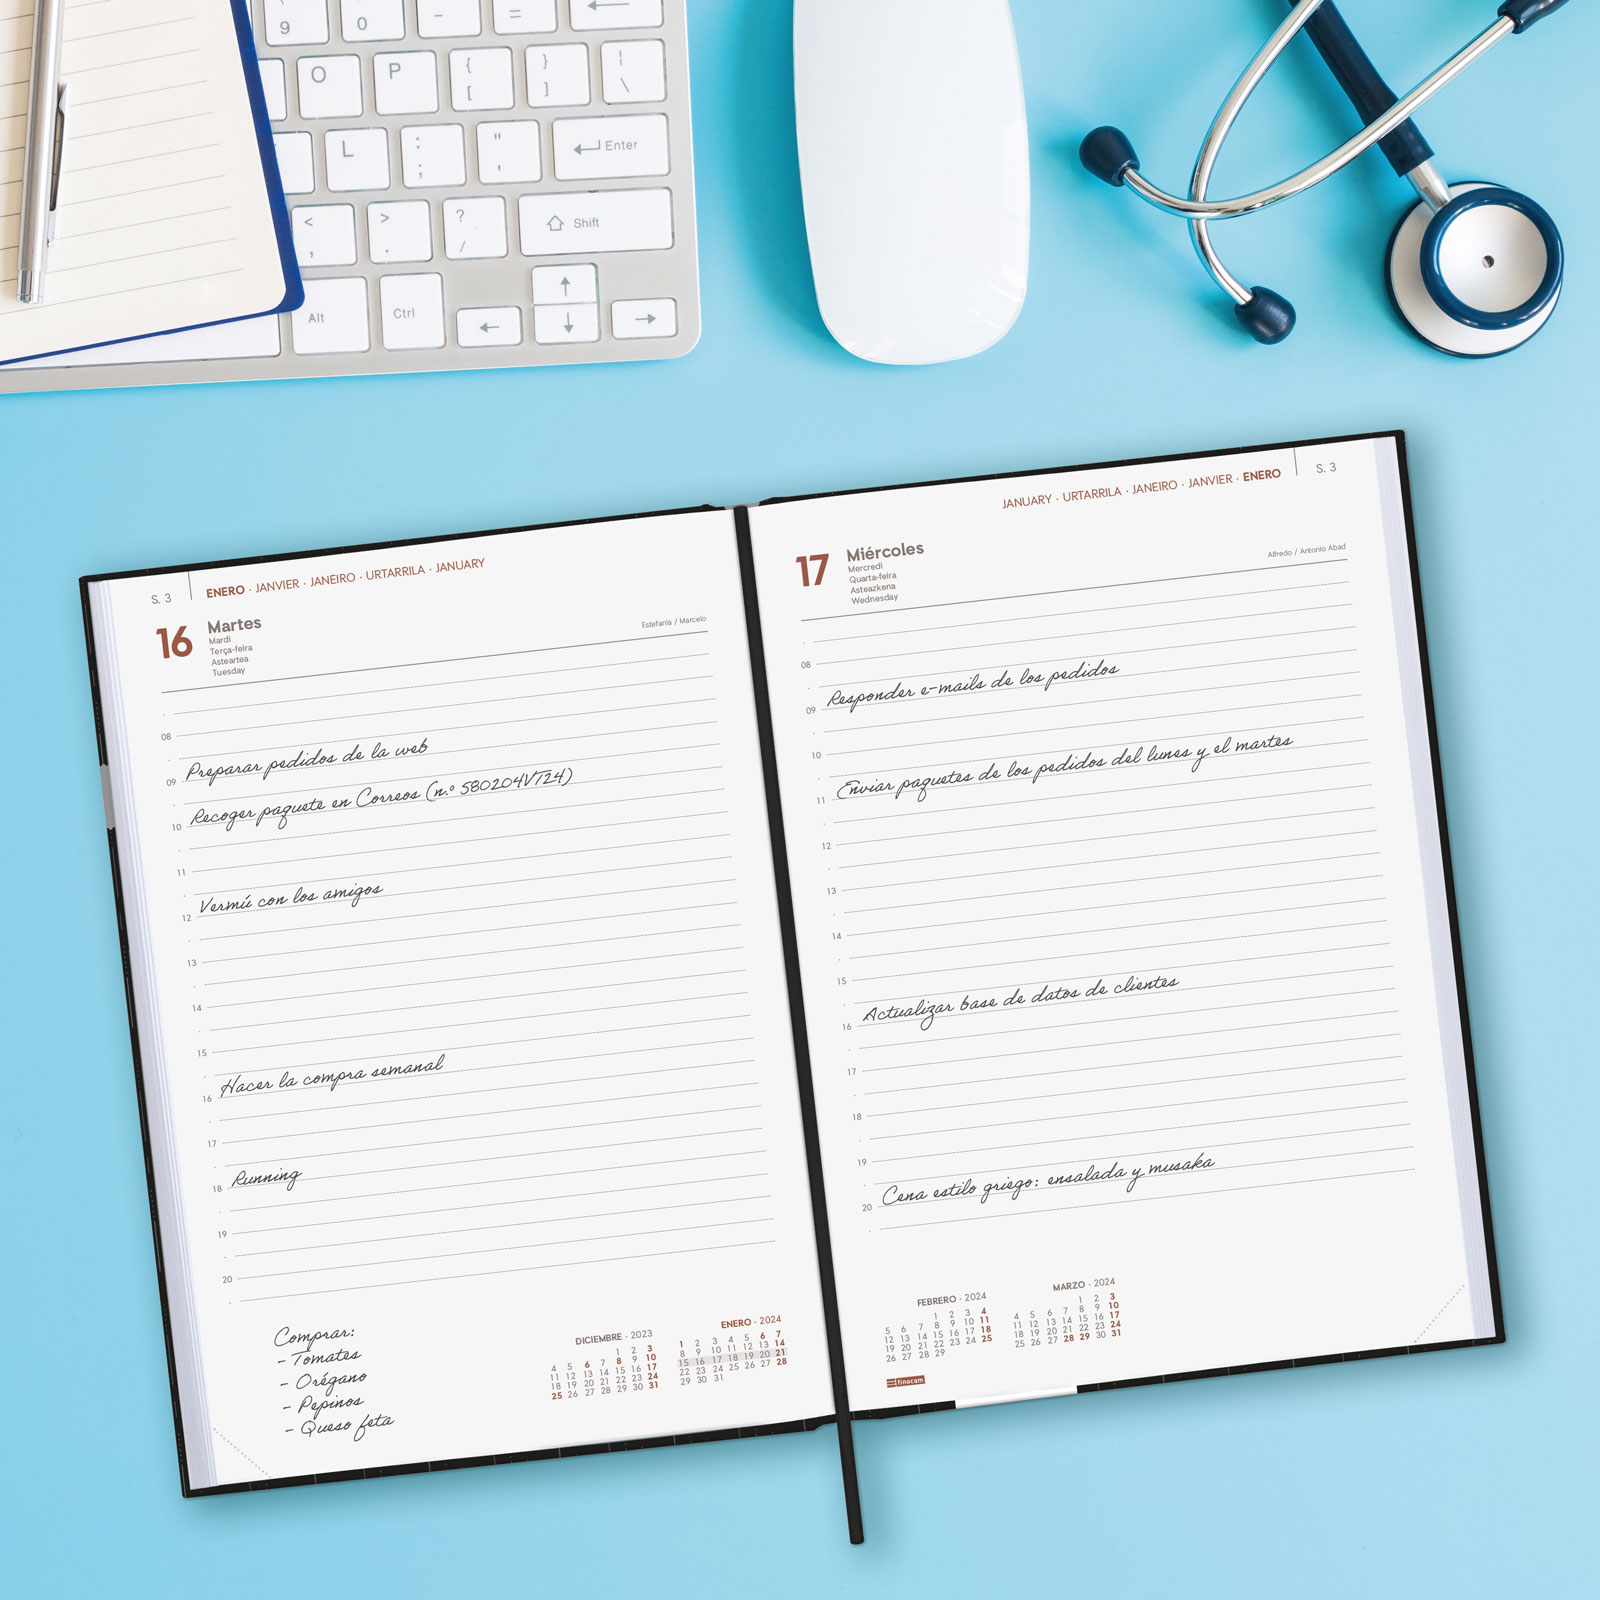 ( 9
) 0
_ -
+ =
O
P
{ [
} ]
| \
L
: ;
" '
Enter
< ,
> .
? /
Shift
Alt
Ctrl
S. 3
ENERO · JANVIER · JANEIRO · URTARRILA · JANUARY
16
Martes
Mardi
Terça-feira
Asteartea
Tuesday
Estefanía / Marcelo
08
Preparar pedidos de la web
09
Recoger paquete en Correos (n.º 580204VT24)
10
11
Vermú con los amigos
12
13
14
15
Hacer la compra semanal
16
17
Running
18
19
20
Comprar:
- Tomates
- Orégano
- Pepinos
- Queso feta
DICIEMBRE · 2023
1 2 3
4 5 6 7 8 9 10
11 12 13 14 15 16 17
18 19 20 21 22 23 24
25 26 27 28 29 30 31
ENERO · 2024
1 2 3 4 5 6 7
8 9 10 11 12 13 14
15 16 17 18 19 20 21
22 23 24 25 26 27 28
29 30 31
JANUARY · URTARRILA · JANEIRO · JANVIER · ENERO
S. 3
17
Miércoles
Mercredi
Quarta-feira
Asteazkena
Wednesday
Alfredo / Antonio Abad
08
Responder e-mails de los pedidos
09
10
Enviar paquetes de los pedidos del lunes y el martes
11
12
13
14
15
Actualizar base de datos de clientes
16
17
18
19
Cena estilo griego: ensalada y musaka
20
FEBRERO · 2024
1 2 3 4
5 6 7 8 9 10 11
12 13 14 15 16 17 18
19 20 21 22 23 24 25
26 27 28 29
MARZO · 2024
1 2 3
4 5 6 7 8 9 10
11 12 13 14 15 16 17
18 19 20 21 22 23 24
25 26 27 28 29 30 31
finocam